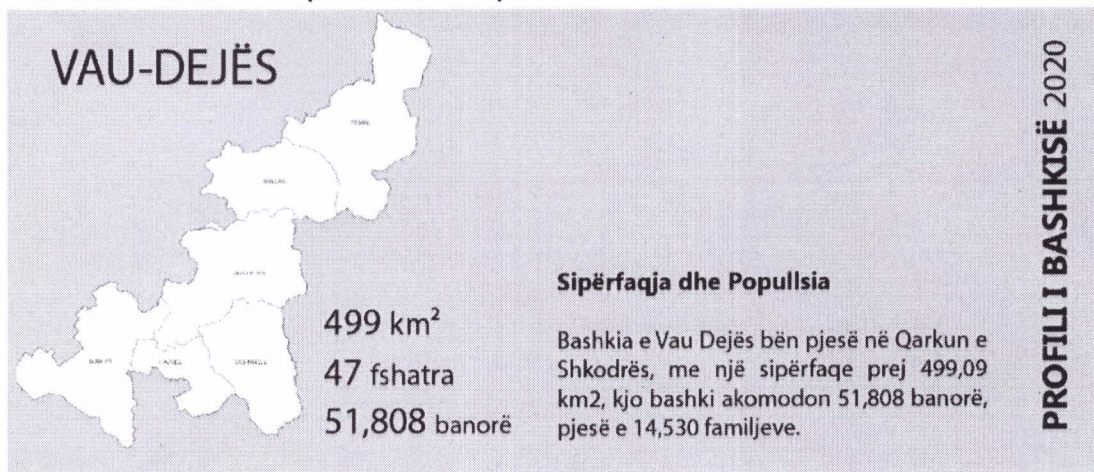 VAU-DEJËS
499 km²
47 fshatra
51,808 banorë
Sipërfaqja dhe Popullsia
Bashkia e Vau Dejës bën pjesë në Qarkun e
Shkodrës, me një sipërfaqe prej 499,09
km2, kjo bashki akomodon 51,808 banorë,
pjesë e 14,530 familjeve.
PROFILI I BASHKISË 2020